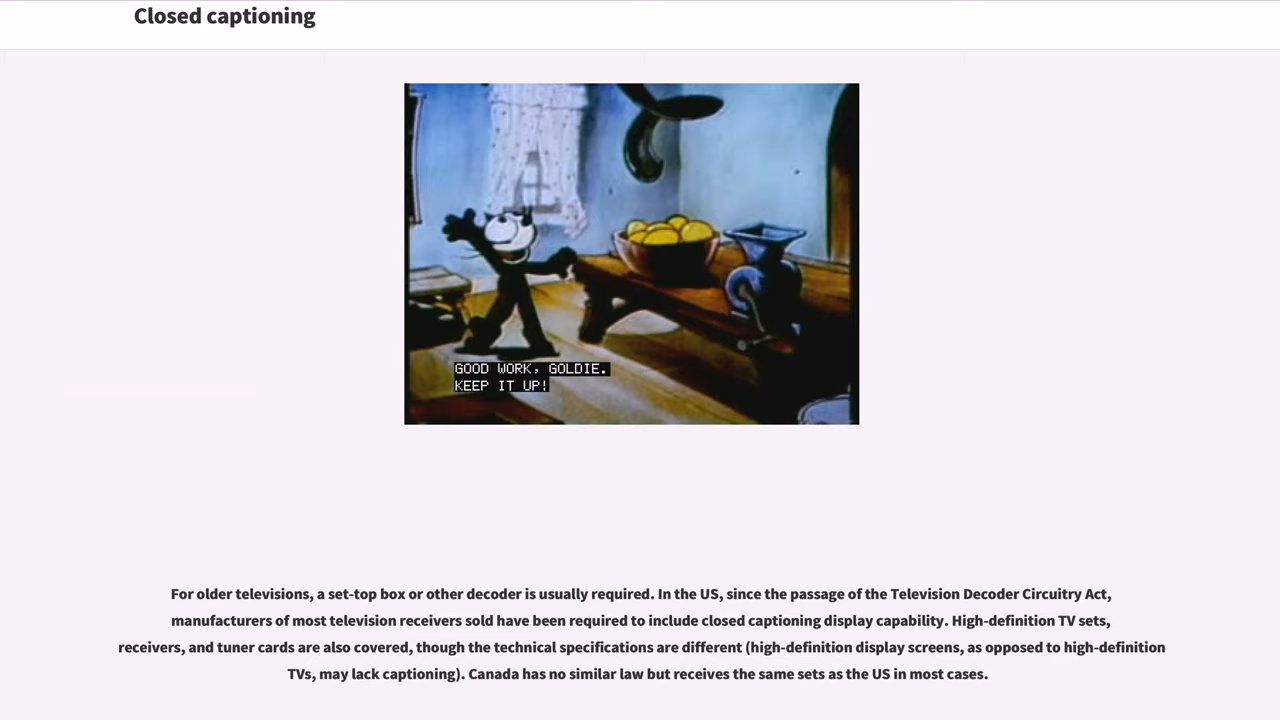 Closed captioning
GOOD WORK, GOLDIE.
KEEP IT UP!
For older televisions, a set-top box or other decoder is usually required. In the US, since the passage of the Television Decoder Circuitry Act,
manufacturers of most television receivers sold have been required to include closed captioning display capability. High-definition TV sets,
receivers, and tuner cards are also covered, though the technical specifications are different (high-definition display screens, as opposed to high-definition
TVs, may lack captioning). Canada has no similar law but receives the same sets as the US in most cases.